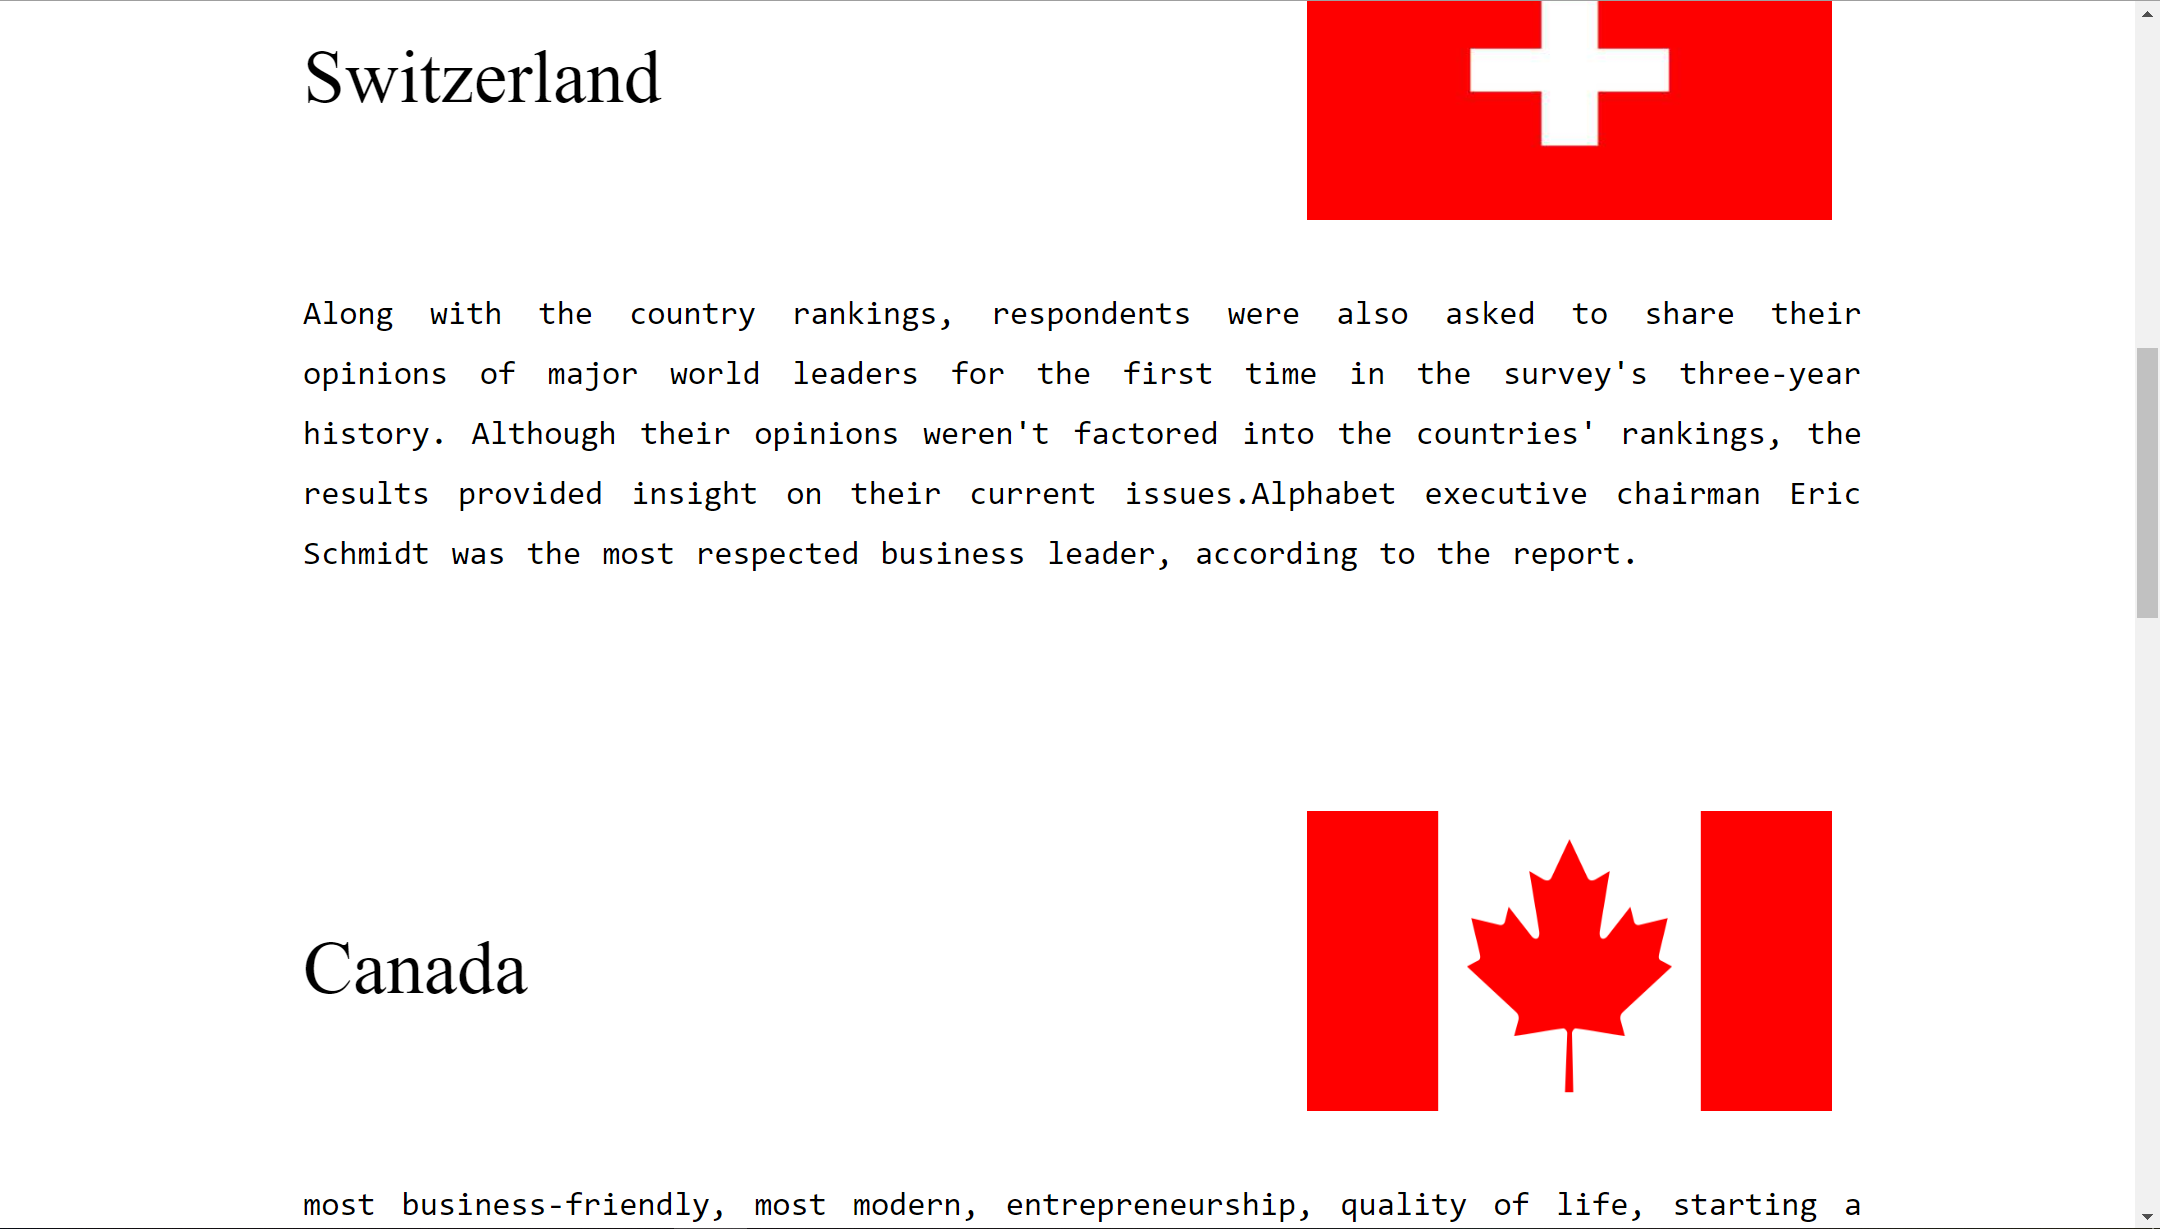 Switzerland
Along with the country rankings, respondents were also asked to share their
opinions of major world leaders for the first time in the survey's three-year
history. Although their opinions weren't factored into the countries' rankings, the
results provided insight on their current issues.Alphabet executive chairman Eric
Schmidt was the most respected business leader, according to the report.
Canada
most business-friendly, most modern, entrepreneurship, quality of life, starting a